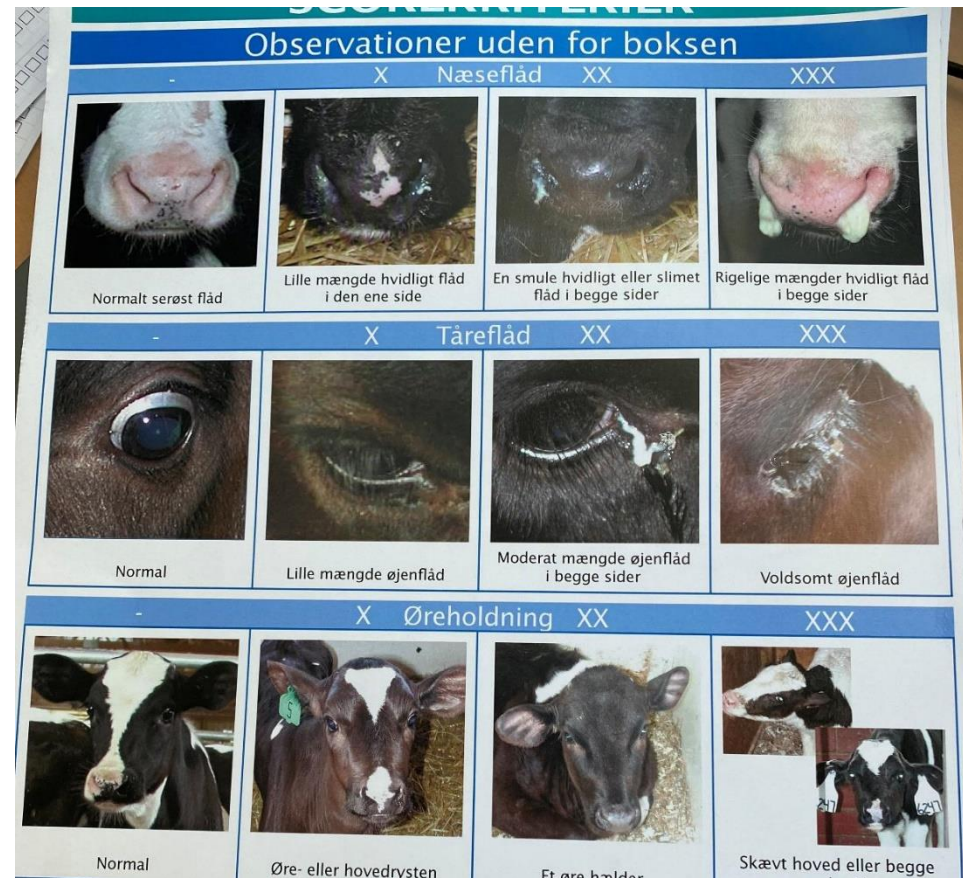 SCOREKRITERIER
Observationer uden for boksen
- X Næseflåd XX XXX
Normalt serøst flåd
Lille mængde hvidligt flåd
i den ene side
En smule hvidligt eller slimet
flåd i begge sider
Rigelige mængder hvidligt flåd
i begge sider
- X Tåreflåd XX XXX
Normal
Lille mængde øjenflåd
Moderat mængde øjenflåd
i begge sider
Voldsomt øjenflåd
- X Øreholdning XX XXX
5
247
6247
Normal
Øre- eller hovedrysten
Et øre hælder
Skævt hoved eller begge